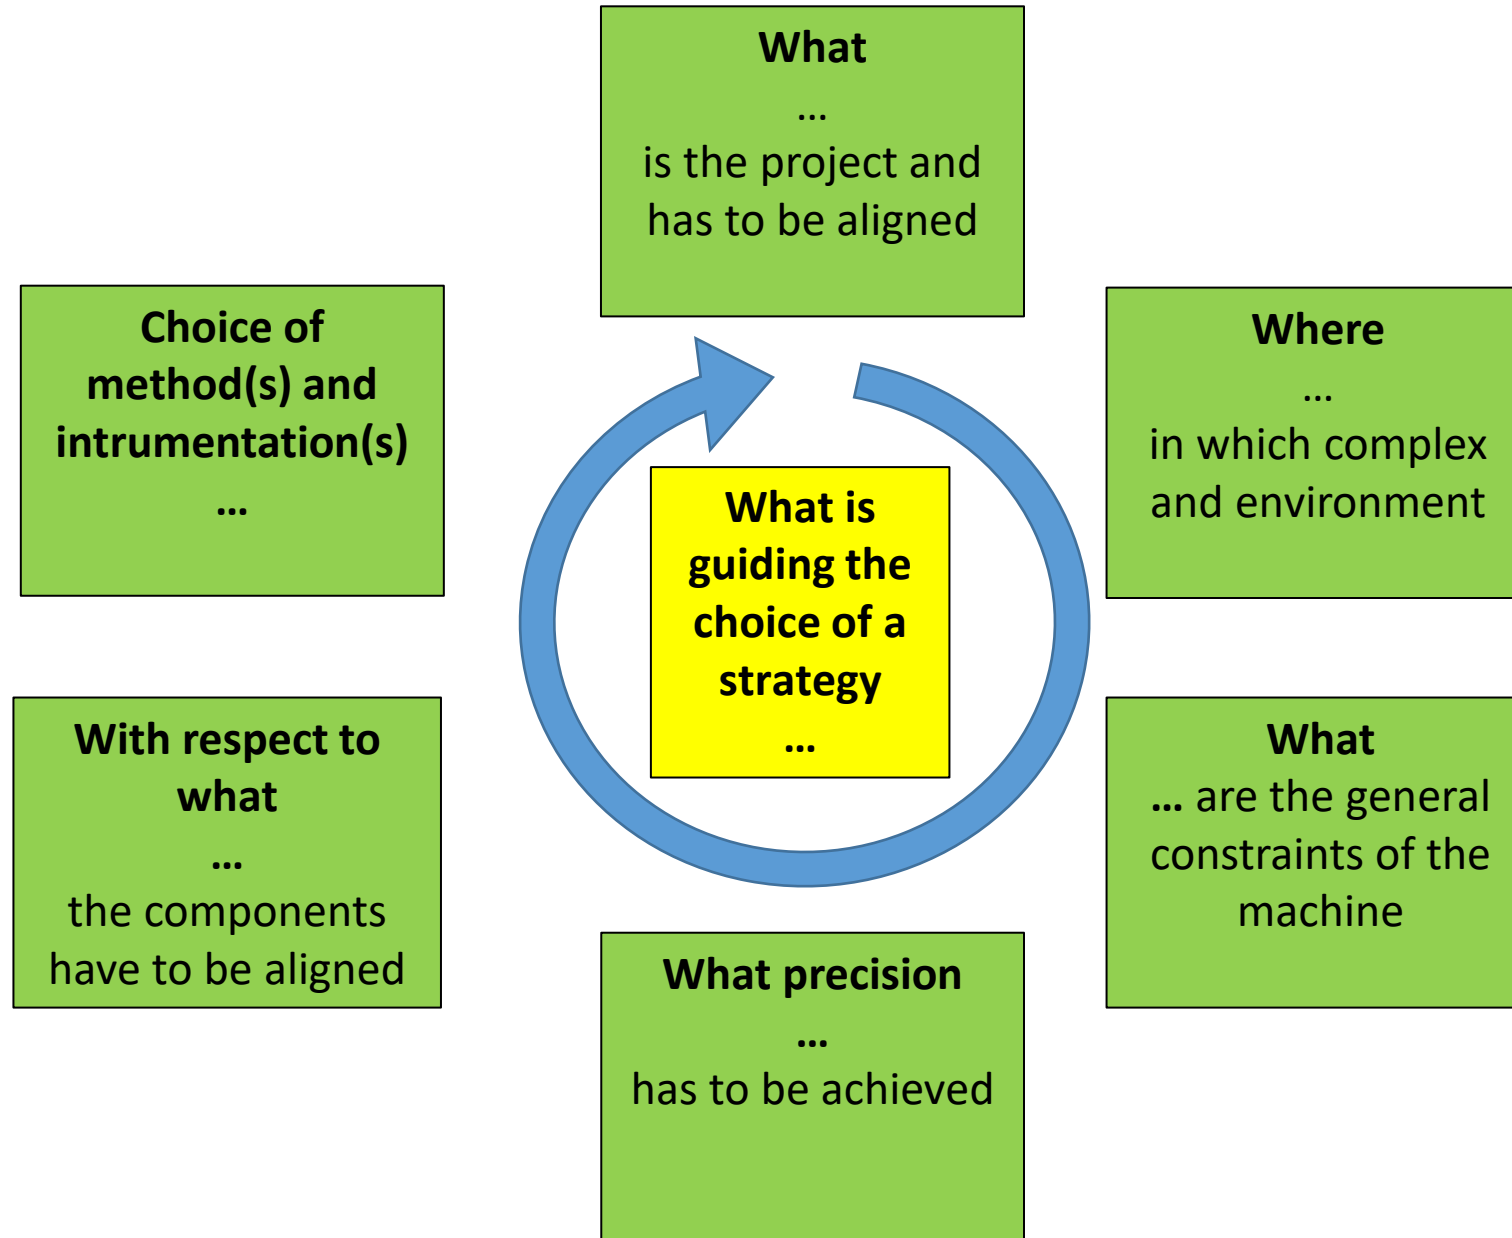 What
...
is the project and
has to be aligned
Where
...
in which complex
and environment
What
... are the general
constraints of the
machine
What precision
...
has to be achieved
With respect to
what
...
the components
have to be aligned
Choice of
method(s) and
intrumentation(s)
...
What is
guiding the
choice of a
strategy
...